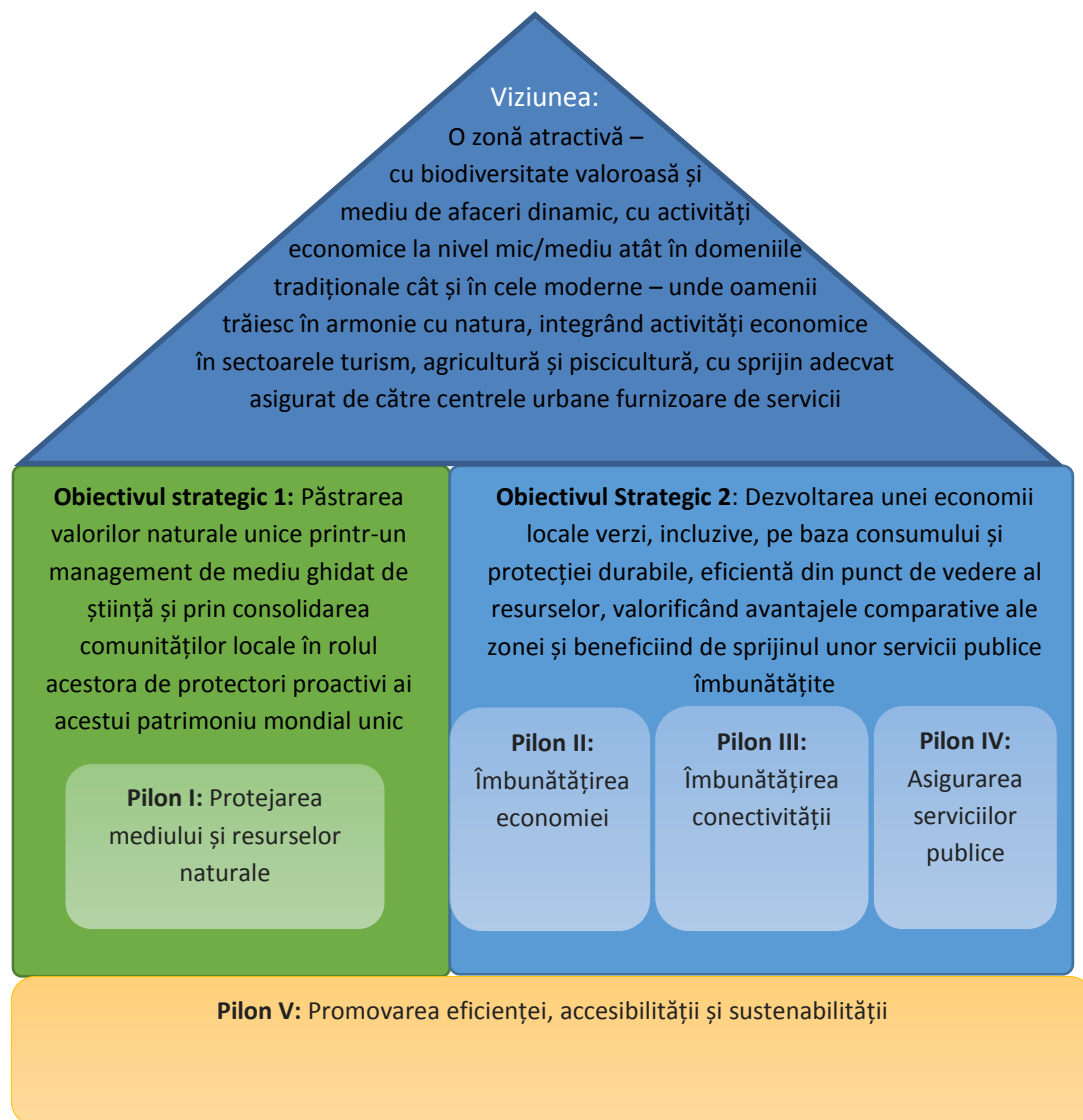 Viziunea:
O zonă atractivă –
cu biodiversitate valoroasă și
mediu de afaceri dinamic, cu activități
economice la nivel mic/mediu atât în domeniile
tradiționale cât și în cele moderne – unde oamenii
trăiesc în armonie cu natura, integrând activități economice
în sectoarele turism, agricultură și piscicultură, cu sprijin adecvat
asigurat de către centrele urbane furnizoare de servicii
Obiectivul strategic 1: Păstrarea
valorilor naturale unice printr-un
management de mediu ghidat de
știință și prin consolidarea
comunităților locale în rolul
acestora de protectori proactivi ai
acestui patrimoniu mondial unic
Pilon I: Protejarea
mediului și resurselor
naturale
Obiectivul Strategic 2: Dezvoltarea unei economii
locale verzi, incluzive, pe baza consumului și
protecției durabile, eficientă din punct de vedere al
resurselor, valorificând avantajele comparative ale
zonei și beneficiind de sprijinul unor servicii publice
îmbunătățite
Pilon II:
Îmbunătățirea
economiei
Pilon III:
Îmbunătățirea
conectivității
Pilon IV:
Asigurarea
serviciilor
publice
Pilon V: Promovarea eficienței, accesibilității și sustenabilității